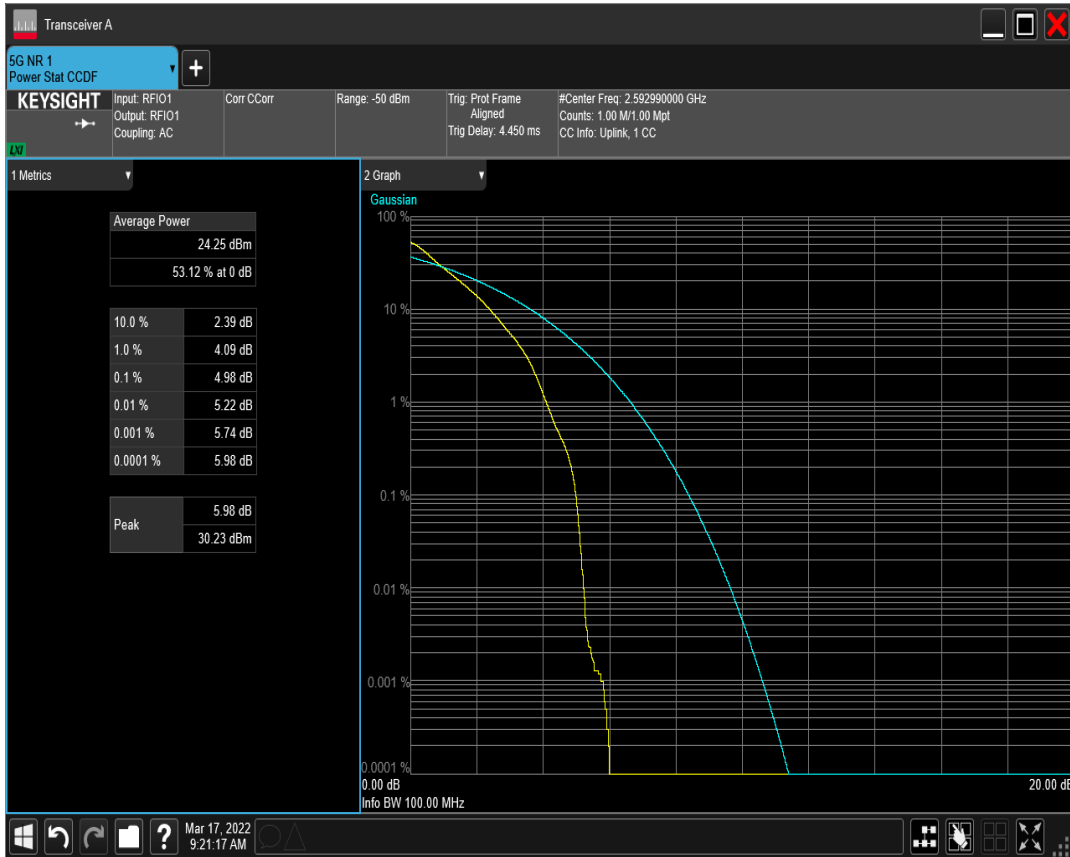 Transceiver A
5G NR 1
Power Stat CCDF
KEYSIGHT
LXI
Input: RFIO1
Output: RFIO1
Coupling: AC
Corr CCorr
Range: -50 dBm
Trig: Prot Frame
Aligned
Trig Delay: 4.450 ms
#Center Freq: 2.592990000 GHz
Counts: 1.00 M/1.00 Mpt
CC Info: Uplink, 1 CC
1 Metrics
Average Power
24.25 dBm
53.12 % at 0 dB
10.0 % 2.39 dB
1.0 % 4.09 dB
0.1 % 4.98 dB
0.01 % 5.22 dB
0.001 % 5.74 dB
0.0001 % 5.98 dB
Peak 5.98 dB
30.23 dBm
2 Graph
Gaussian
100 %
10 %
1 %
0.1 %
0.01 %
0.001 %
0.0001 %
0.00 dB 20.00 dB
Info BW 100.00 MHz
? Mar 17, 2022
9:21:17 AM